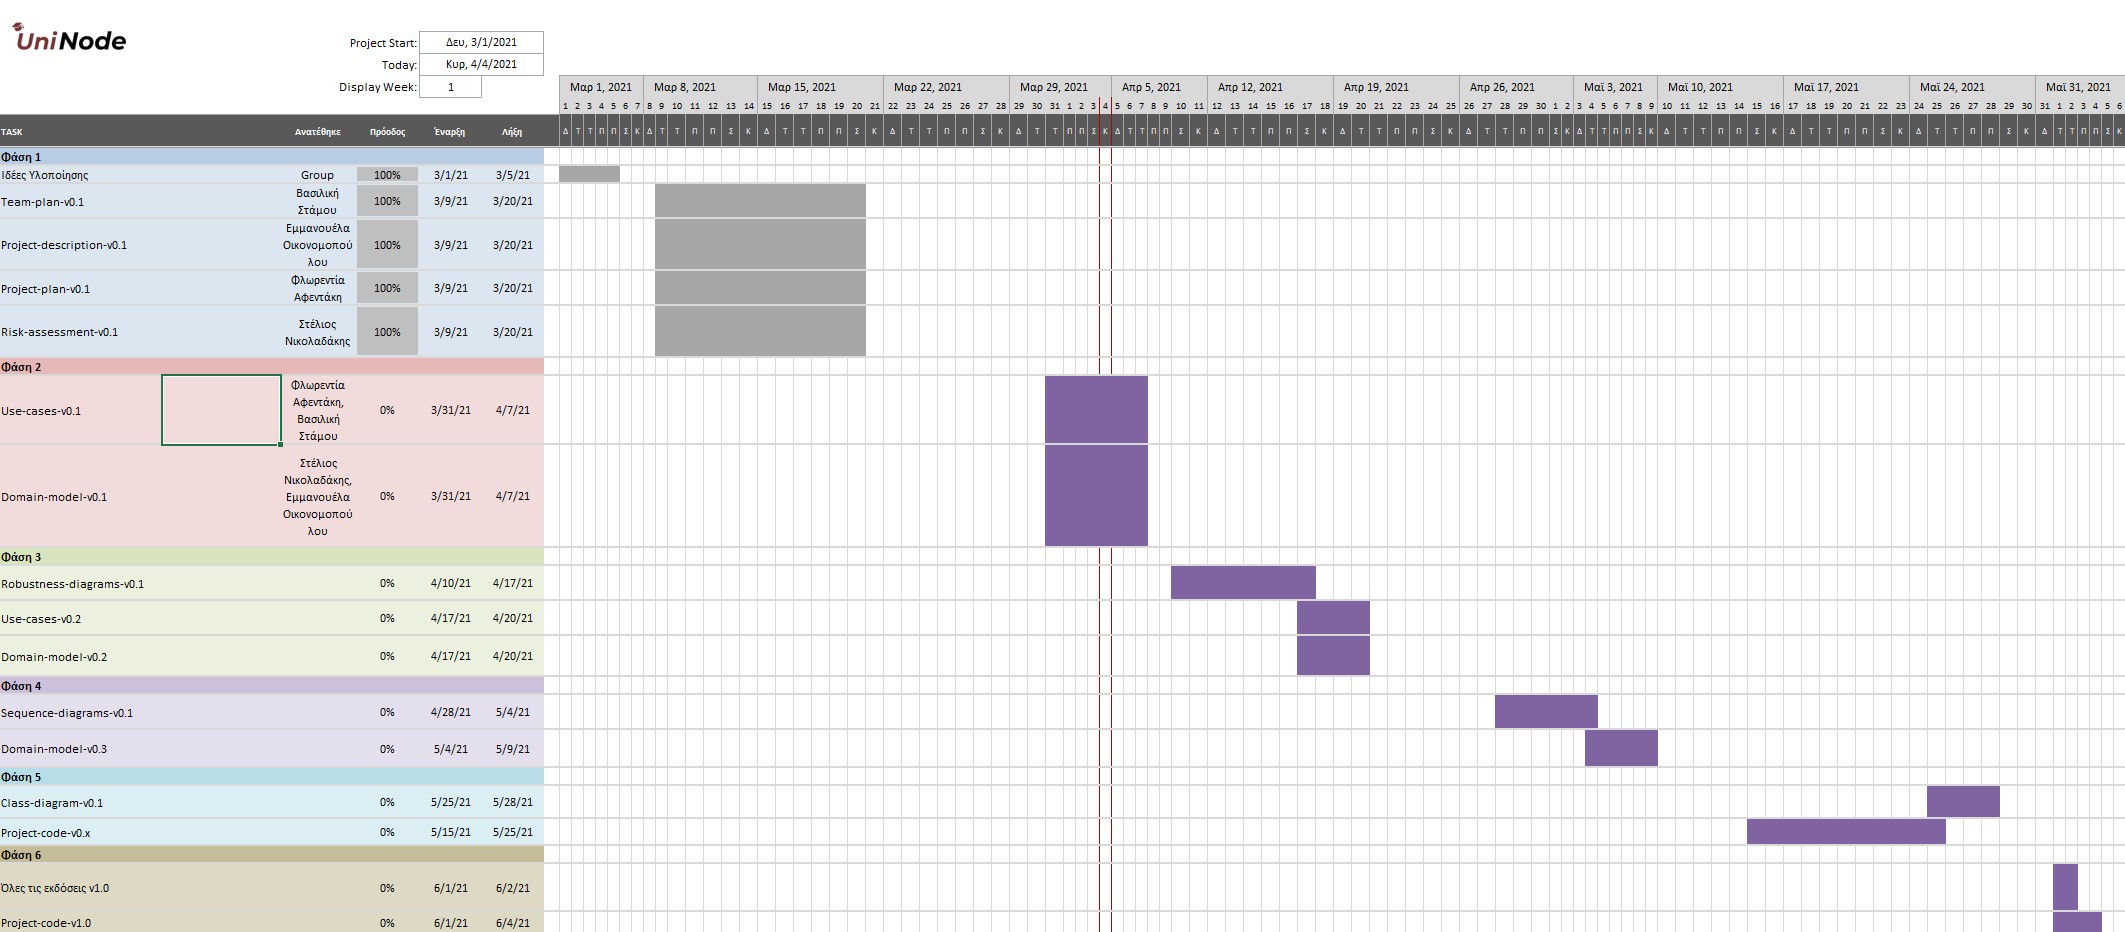 UniNode
Project Start: Δευ, 3/1/2021
Today: Κυρ, 4/4/2021
Display Week: 1
Μαρ 1, 2021 Μαρ 8, 2021 Μαρ 15, 2021 Μαρ 22, 2021 Μαρ 29, 2021 Απρ 5, 2021 Απρ 12, 2021 Απρ 19, 2021 Απρ 26, 2021 Μαϊ 3, 2021 Μαϊ 10, 2021 Μαϊ 17, 2021 Μαϊ 24, 2021 Μαϊ 31, 2021
1 2 3 4 5 6 7 8 9 10 11 12 13 14 15 16 17 18 19 20 21 22 23 24 25 26 27 28 29 30 31 1 2 3 4 5 6 7 8 9 10 11 12 13 14 15 16 17 18 19 20 21 22 23 24 25 26 27 28 29 30 1 2 3 4 5 6 7 8 9 10 11 12 13 14 15 16 17 18 19 20 21 22 23 24 25 26 27 28 29 30 31 1 2 3 4 5 6
TASK Ανατέθηκε Πρόοδος Έναρξη Λήξη Δ Τ Τ Π Π Σ Κ Δ Τ Τ Π Π Σ Κ Δ Τ Τ Π Π Σ Κ Δ Τ Τ Π Π Σ Κ Δ Τ Τ Π Π Σ Κ Δ Τ Τ Π Π Σ Κ Δ Τ Τ Π Π Σ Κ Δ Τ Τ Π Π Σ Κ Δ Τ Τ Π Π Σ Κ Δ Τ Τ Π Π Σ Κ Δ Τ Τ Π Π Σ Κ Δ Τ Τ Π Π Σ Κ Δ Τ Τ Π Π Σ Κ Δ Τ Τ Π Π Σ Κ
Φάση 1
Ιδέες Υλοποίησης Group 100% 3/1/21 3/5/21
Team-plan-v0.1 Βασιλική 100% 3/9/21 3/20/21
Στάμου
Εμμανουέλα
Project-description-v0.1 Οικονομοπού 100% 3/9/21 3/20/21
λου
Project-plan-v0.1 Φλωρεντία 100% 3/9/21 3/20/21
Αφεντάκη
Risk-assessment-v0.1 Στέλιος 100% 3/9/21 3/20/21
Νικολαδάκης
Φάση 2
Φλωρεντία
Αφεντάκη,
Use-cases-v0.1 0% 3/31/21 4/7/21
Βασιλική
Στάμου
Στέλιος
Νικολαδάκης,
Domain-model-v0.1 Εμμανουέλα 0% 3/31/21 4/7/21
Οικονομοπού
λου
Φάση 3
Robustness-diagrams-v0.1 0% 4/10/21 4/17/21
Use-cases-v0.2 0% 4/17/21 4/20/21
Domain-model-v0.2 0% 4/17/21 4/20/21
Φάση 4
Sequence-diagrams-v0.1 0% 4/28/21 5/4/21
Domain-model-v0.3 0% 5/4/21 5/9/21
Φάση 5
Class-diagram-v0.1 0% 5/25/21 5/28/21
Project-code-v0.x 0% 5/15/21 5/25/21
Φάση 6
Όλες τις εκδόσεις v1.0 0% 6/1/21 6/2/21
Project-code-v1.0 0% 6/1/21 6/4/21